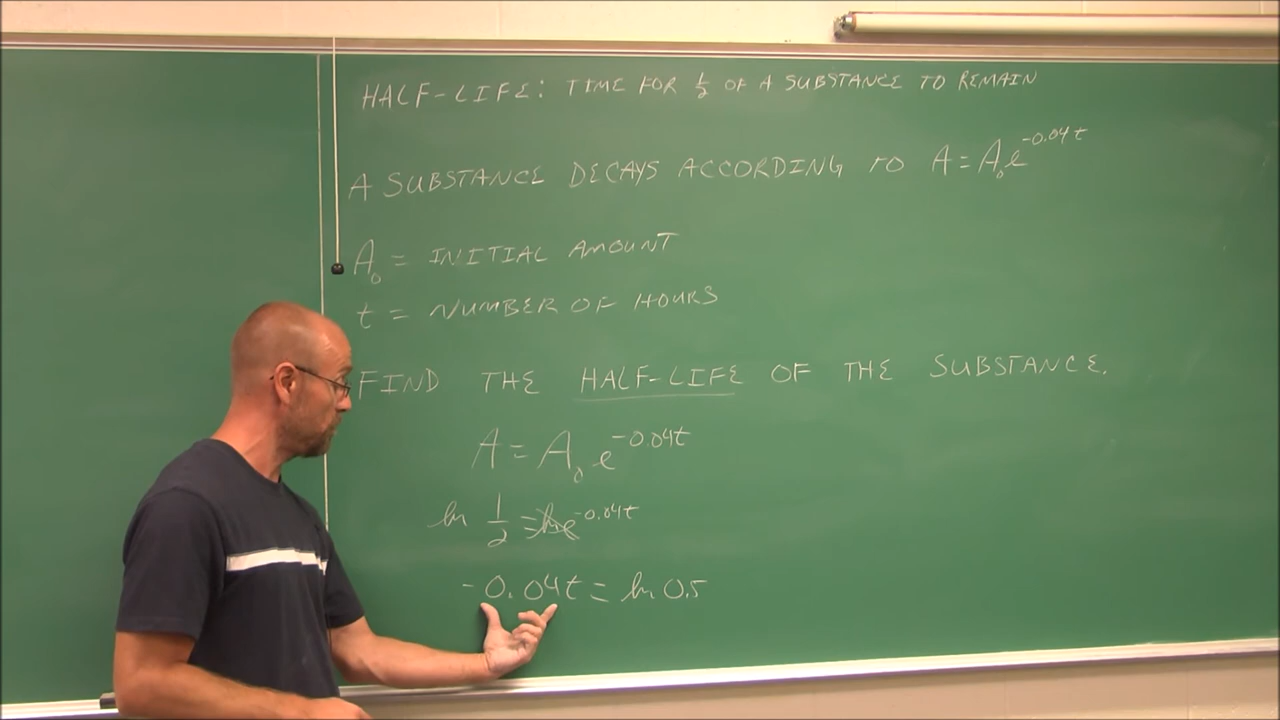 HALF-LIFE: TIME FOR 1/2 OF A SUBSTANCE TO REMAIN
A SUBSTANCE DECAYS ACCORDING TO A = A₀e^(-0.04t)
A₀ = INITIAL AMOUNT
t = NUMBER OF HOURS
FIND THE HALF-LIFE OF THE SUBSTANCE.
A = A₀e^(-0.04t)
ln 1/2 = ln e^(-0.04t)
-0.04t = ln 0.5